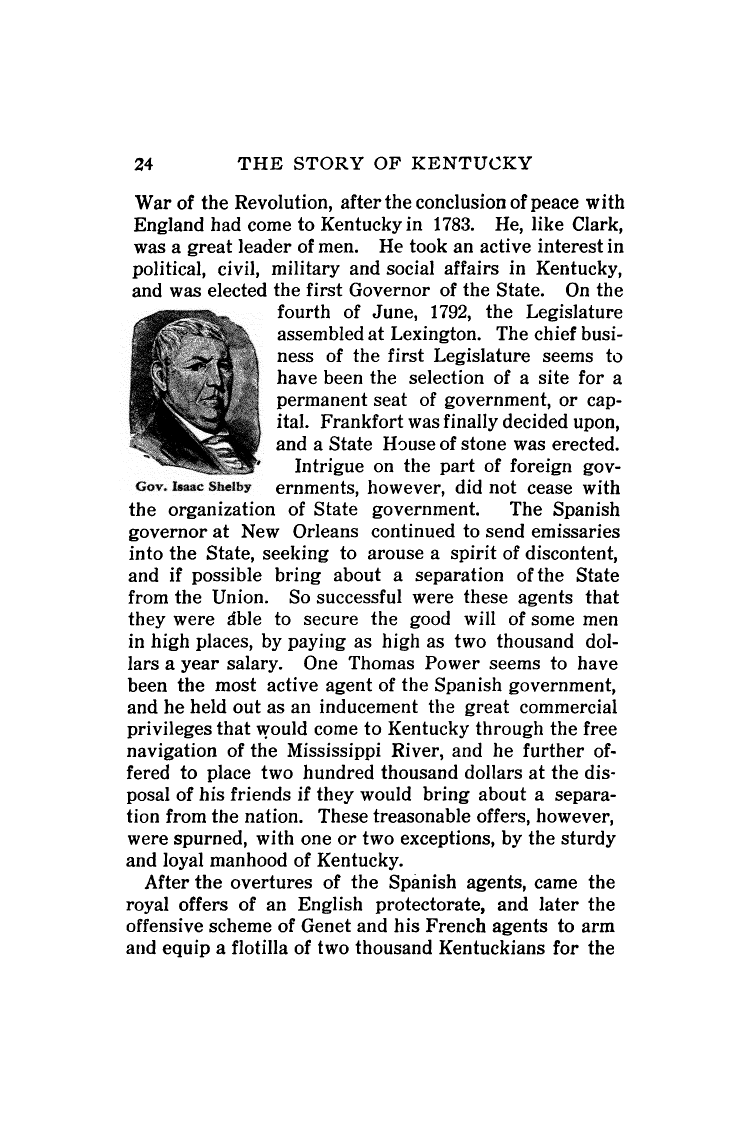 24 THE STORY OF KENTUCKY
War of the Revolution, after the conclusion of peace with
England had come to Kentucky in 1783. He, like Clark,
was a great leader of men. He took an active interest in
political, civil, military and social affairs in Kentucky,
and was elected the first Governor of the State. On the
fourth of June, 1792, the Legislature
assembled at Lexington. The chief busi-
ness of the first Legislature seems to
have been the selection of a site for a
permanent seat of government, or cap-
ital. Frankfort was finally decided upon,
and a State House of stone was erected.
Intrigue on the part of foreign gov-
Gov. Isaac Shelby
ernments, however, did not cease with
the organization of State government. The Spanish
governor at New Orleans continued to send emissaries
into the State, seeking to arouse a spirit of discontent,
and if possible bring about a separation of the State
from the Union. So successful were these agents that
they were able to secure the good will of some men
in high places, by paying as high as two thousand dol-
lars a year salary. One Thomas Power seems to have
been the most active agent of the Spanish government,
and he held out as an inducement the great commercial
privileges that would come to Kentucky through the free
navigation of the Mississippi River, and he further of-
fered to place two hundred thousand dollars at the dis-
posal of his friends if they would bring about a separa-
tion from the nation. These treasonable offers, however,
were spurned, with one or two exceptions, by the sturdy
and loyal manhood of Kentucky.
After the overtures of the Spanish agents, came the
royal offers of an English protectorate, and later the
offensive scheme of Genet and his French agents to arm
and equip a flotilla of two thousand Kentuckians for the